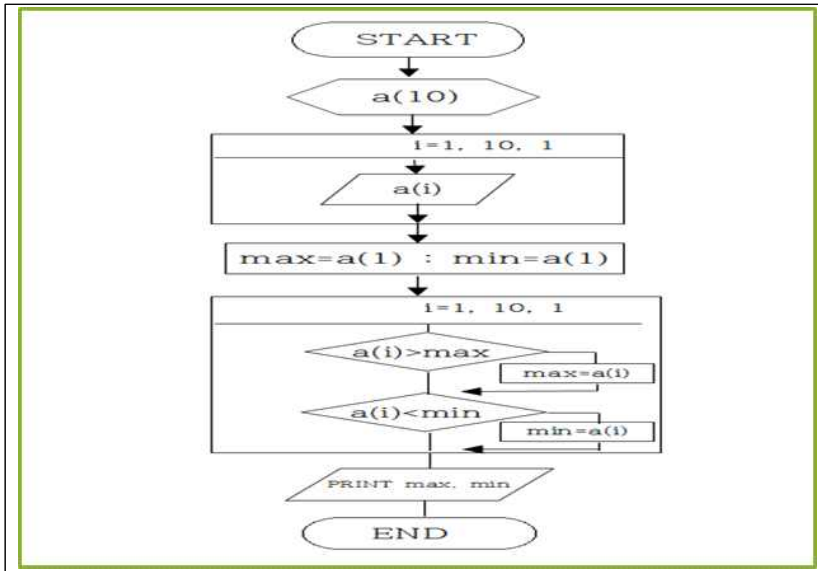 START
a(10)
i=1, 10, 1
a(i)
max=a(1) : min=a(1)
i=1, 10, 1
a(i)>max
max=a(i)
a(i)<min
min=a(i)
PRINT max, min
END